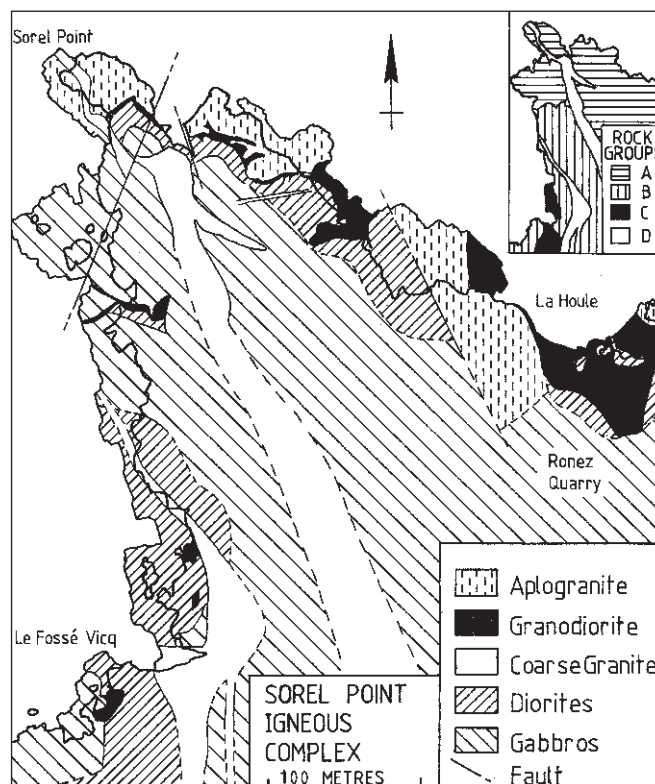 Sorel Point
ROCK
GROUPS
A
B
C
D
La Houle
Ronez
Quarry
Le Fossé Vicq
SOREL POINT
IGNEOUS
COMPLEX
100 METRES
Aplogranite
Granodiorite
Coarse Granite
Diorites
Gabbros
Fault